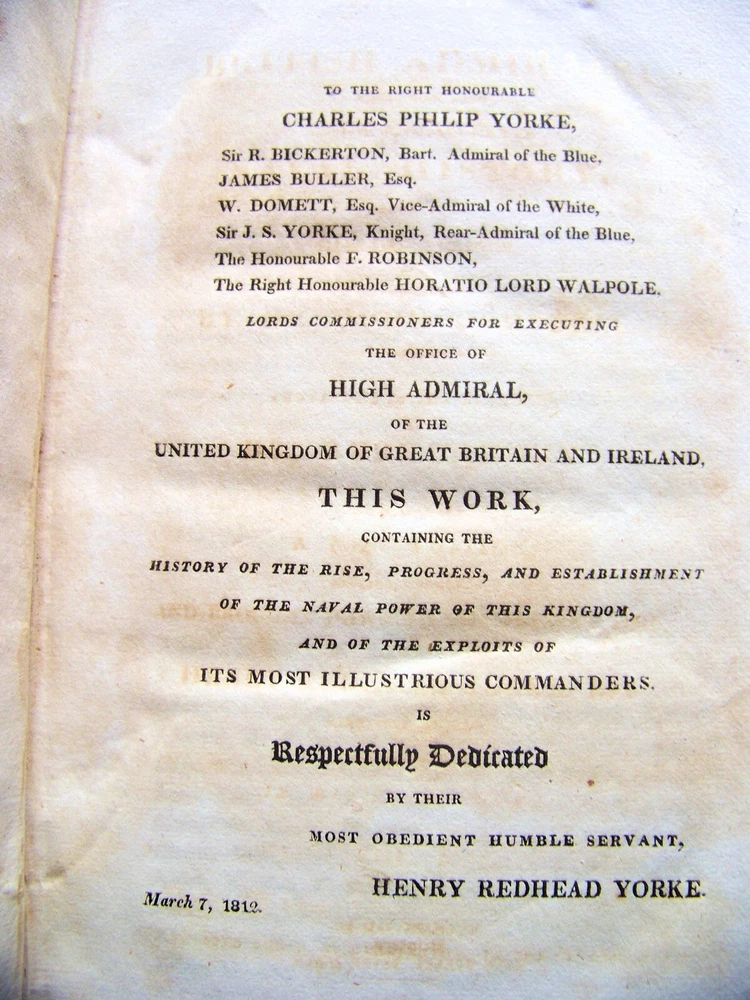 TO THE RIGHT HONOURABLE
CHARLES PHILIP YORKE,
Sir R. BICKERTON, Bart. Admiral of the Blue,
JAMES BULLER, Esq.
W. DOMETT, Esq. Vice-Admiral of the White,
Sir J. S. YORKE, Knight, Rear-Admiral of the Blue,
The Honourable F. ROBINSON,
The Right Honourable HORATIO LORD WALPOLE.
LORDS COMMISSIONERS FOR EXECUTING
THE OFFICE OF
HIGH ADMIRAL,
OF THE
UNITED KINGDOM OF GREAT BRITAIN AND IRELAND,
THIS WORK,
CONTAINING THE
HISTORY OF THE RISE, PROGRESS, AND ESTABLISHMENT
OF THE NAVAL POWER OF THIS KINGDOM,
AND OF THE EXPLOITS OF
ITS MOST ILLUSTRIOUS COMMANDERS.
IS
Respectfully Dedicated
BY THEIR
MOST OBEDIENT HUMBLE SERVANT,
HENRY REDHEAD YORKE.
March 7, 1812.